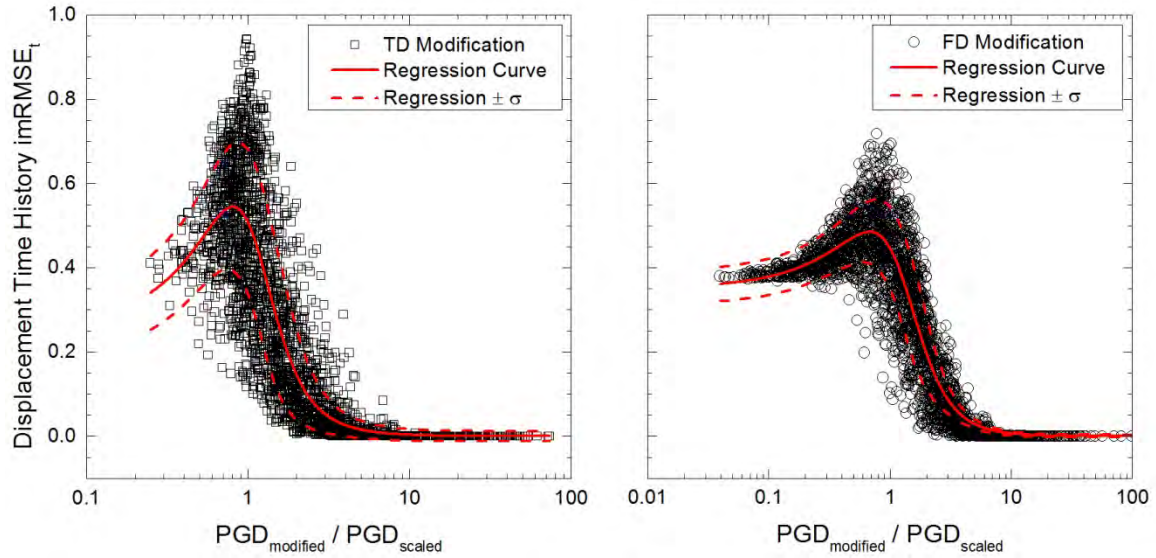 Displacement Time History imRMSE_t
1.0
0.8
0.6
0.4
0.2
0.0
TD Modification
Regression Curve
Regression ± σ
0.1 1 10 100
PGD_modified / PGD_scaled
FD Modification
Regression Curve
Regression ± σ
0.01 0.1 1 10 100
PGD_modified / PGD_scaled